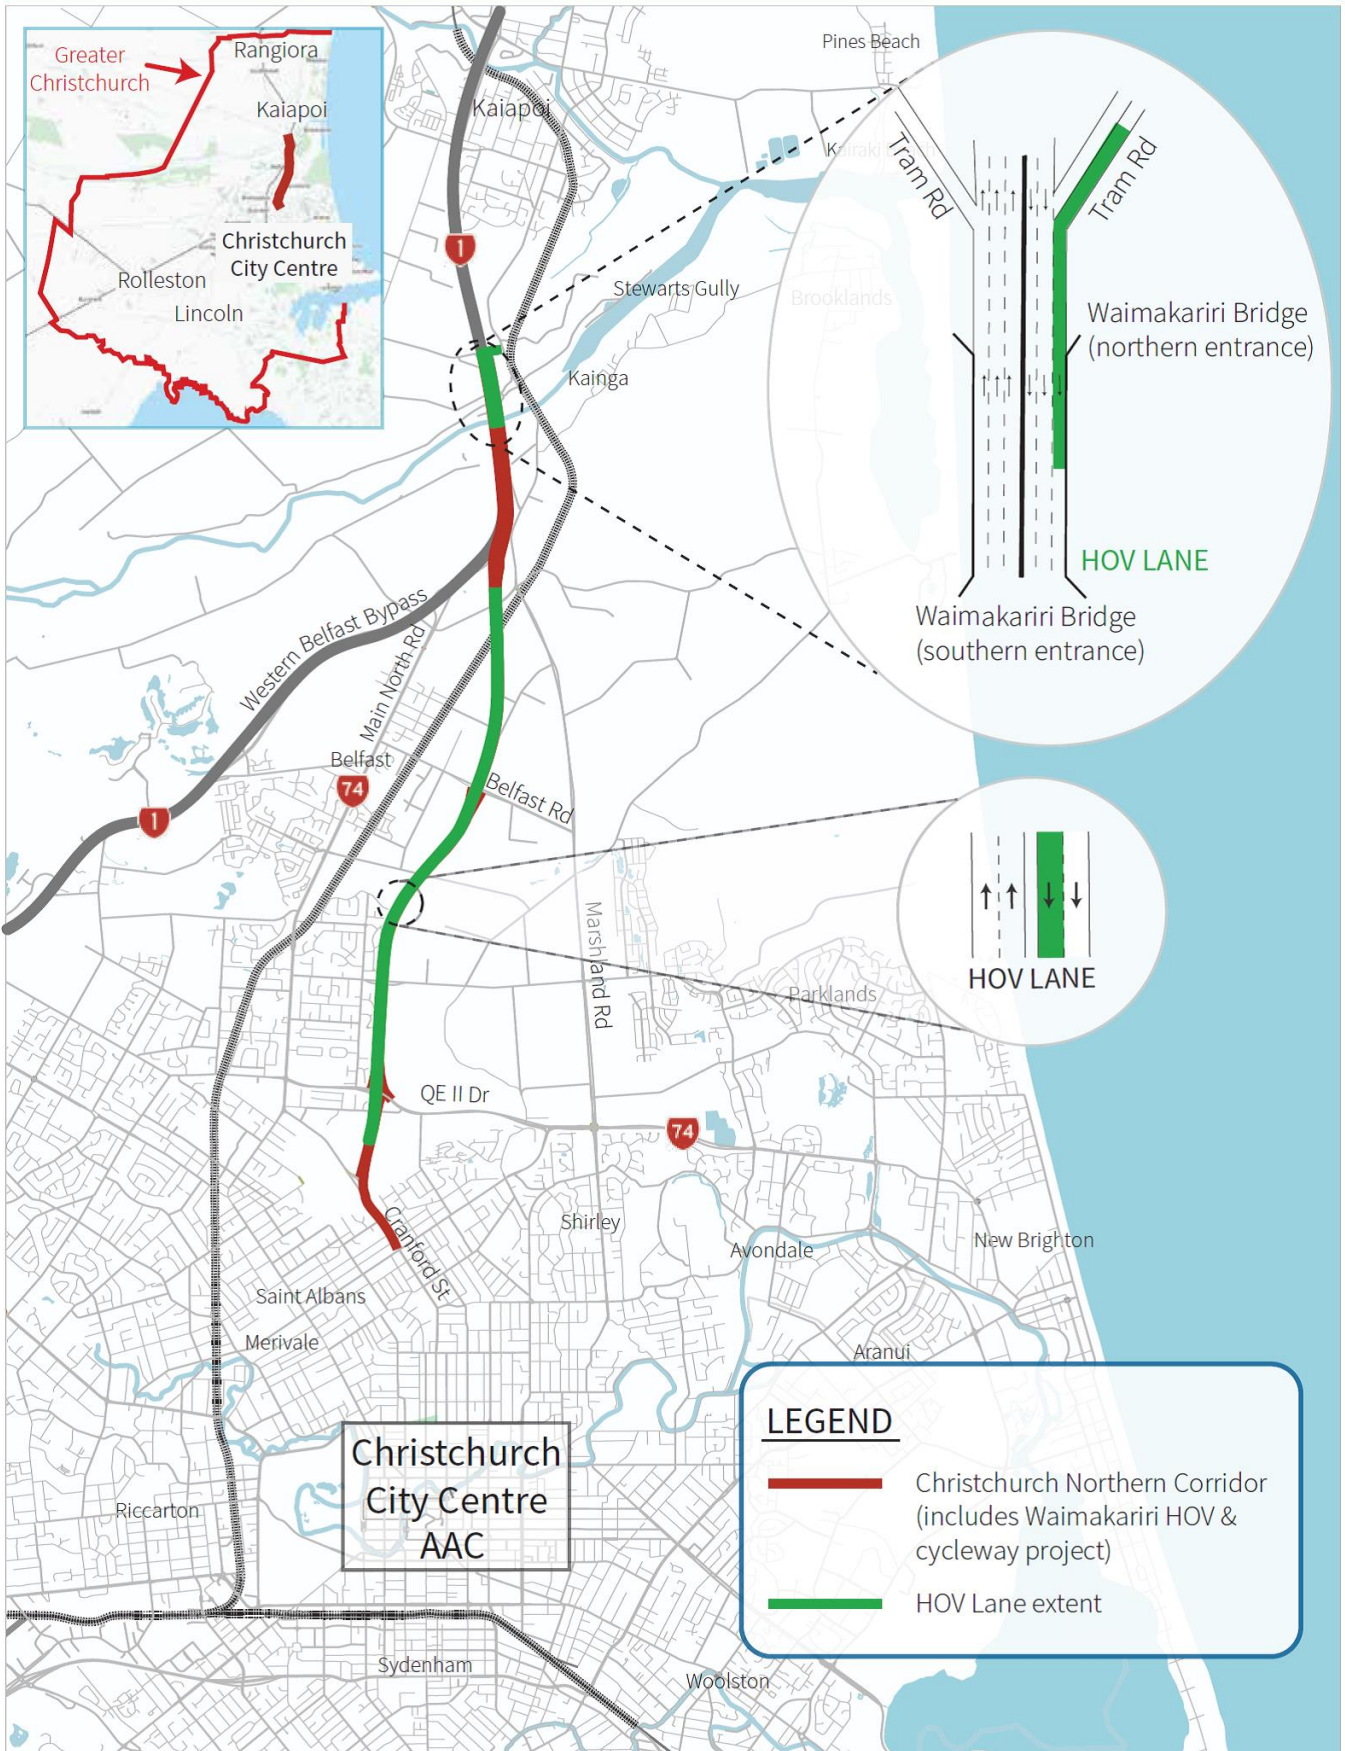 Greater
Christchurch
Rangiora
Kaiapoi
Christchurch
City Centre
Rolleston
Lincoln
Kaiapoi
Pines Beach
Kairaki Beach
1
Stewarts Gully
Brooklands
Kainga
Tram Rd
Tram Rd
Waimakariri Bridge
(northern entrance)
HOV LANE
Waimakariri Bridge
(southern entrance)
Western Belfast Bypass
Main North Rd
Belfast
74
1
Belfast Rd
Marshland Rd
HOV LANE
Parklands
QE II Dr
74
Cranford St
Shirley
Avondale
New Brighton
Saint Albans
Merivale
Aranui
Christchurch
City Centre
AAC
Riccarton
Sydenham
Woolston
LEGEND
Christchurch Northern Corridor
(includes Waimakariri HOV &
cycleway project)
HOV Lane extent